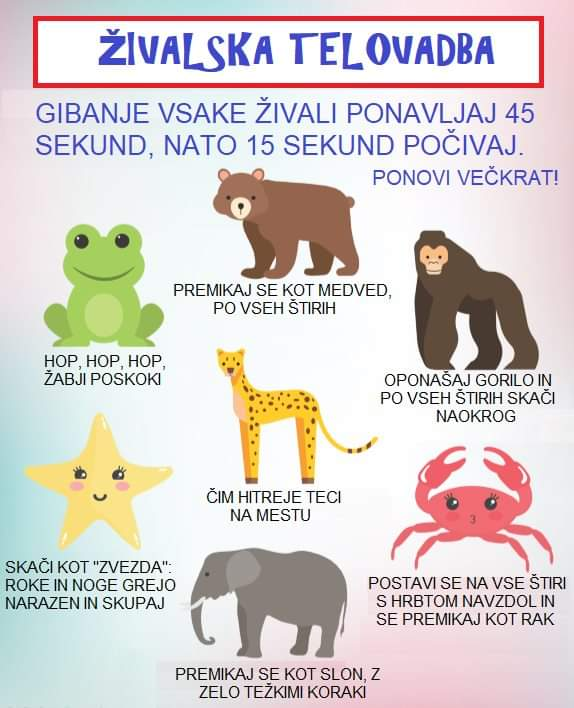 ŽIVALSKA TELOVADBA
GIBANJE VSAKE ŽIVALI PONAVLJAJ 45
SEKUND, NATO 15 SEKUND POČIVAJ.
PONOVI VEČKRAT!
PREMIKAJ SE KOT MEDVED,
PO VSEH ŠTIRIH
HOP, HOP, HOP,
ŽABJI POSKOKI
OPONAŠAJ GORILO IN
PO VSEH ŠTIRIH SKAČI
NAOKROG
ČIM HITREJE TECI
NA MESTU
SKAČI KOT "ZVEZDA":
ROKE IN NOGE GREJO
NARAZEN IN SKUPAJ
POSTAVI SE NA VSE ŠTIRI
S HRBTOM NAVZDOL IN
SE PREMIKAJ KOT RAK
PREMIKAJ SE KOT SLON, Z
ZELO TEŽKIMI KORAKI